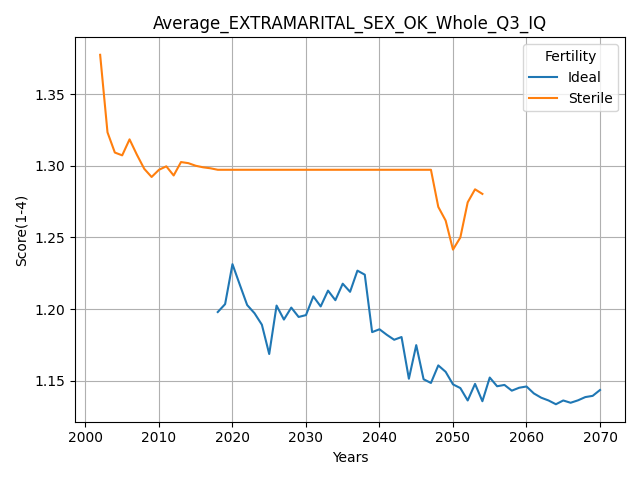 Average_EXTRAMARITAL_SEX_OK_Whole_Q3_IQ
Fertility
Ideal
Sterile
Score(1-4)
1.35
1.30
1.25
1.20
1.15
2000 2010 2020 2030 2040 2050 2060 2070
Years